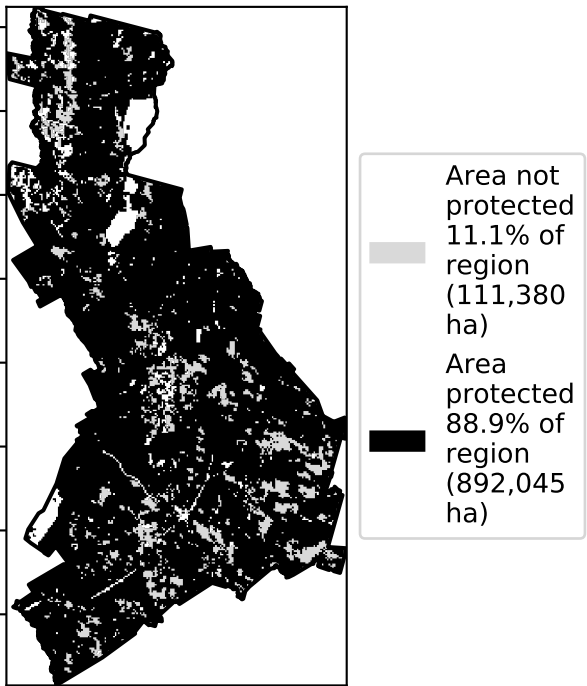 Area not
protected
11.1% of
region
(111,380
ha)
Area
protected
88.9% of
region
(892,045
ha)